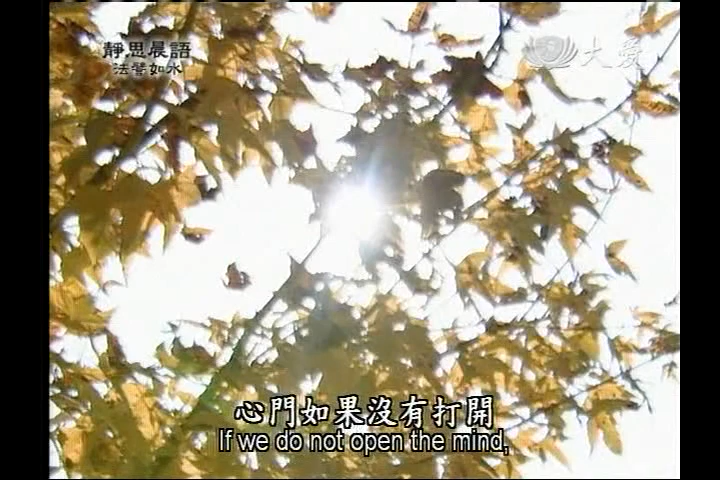 靜思晨語
法譬如水
大愛
心門如果沒有打開
If we do not open the mind,